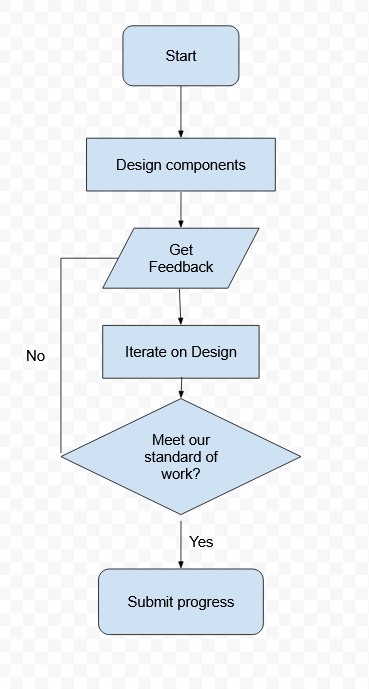 Start
Design components
Get
Feedback
Iterate on Design
No
Meet our
standard of
work?
Yes
Submit progress